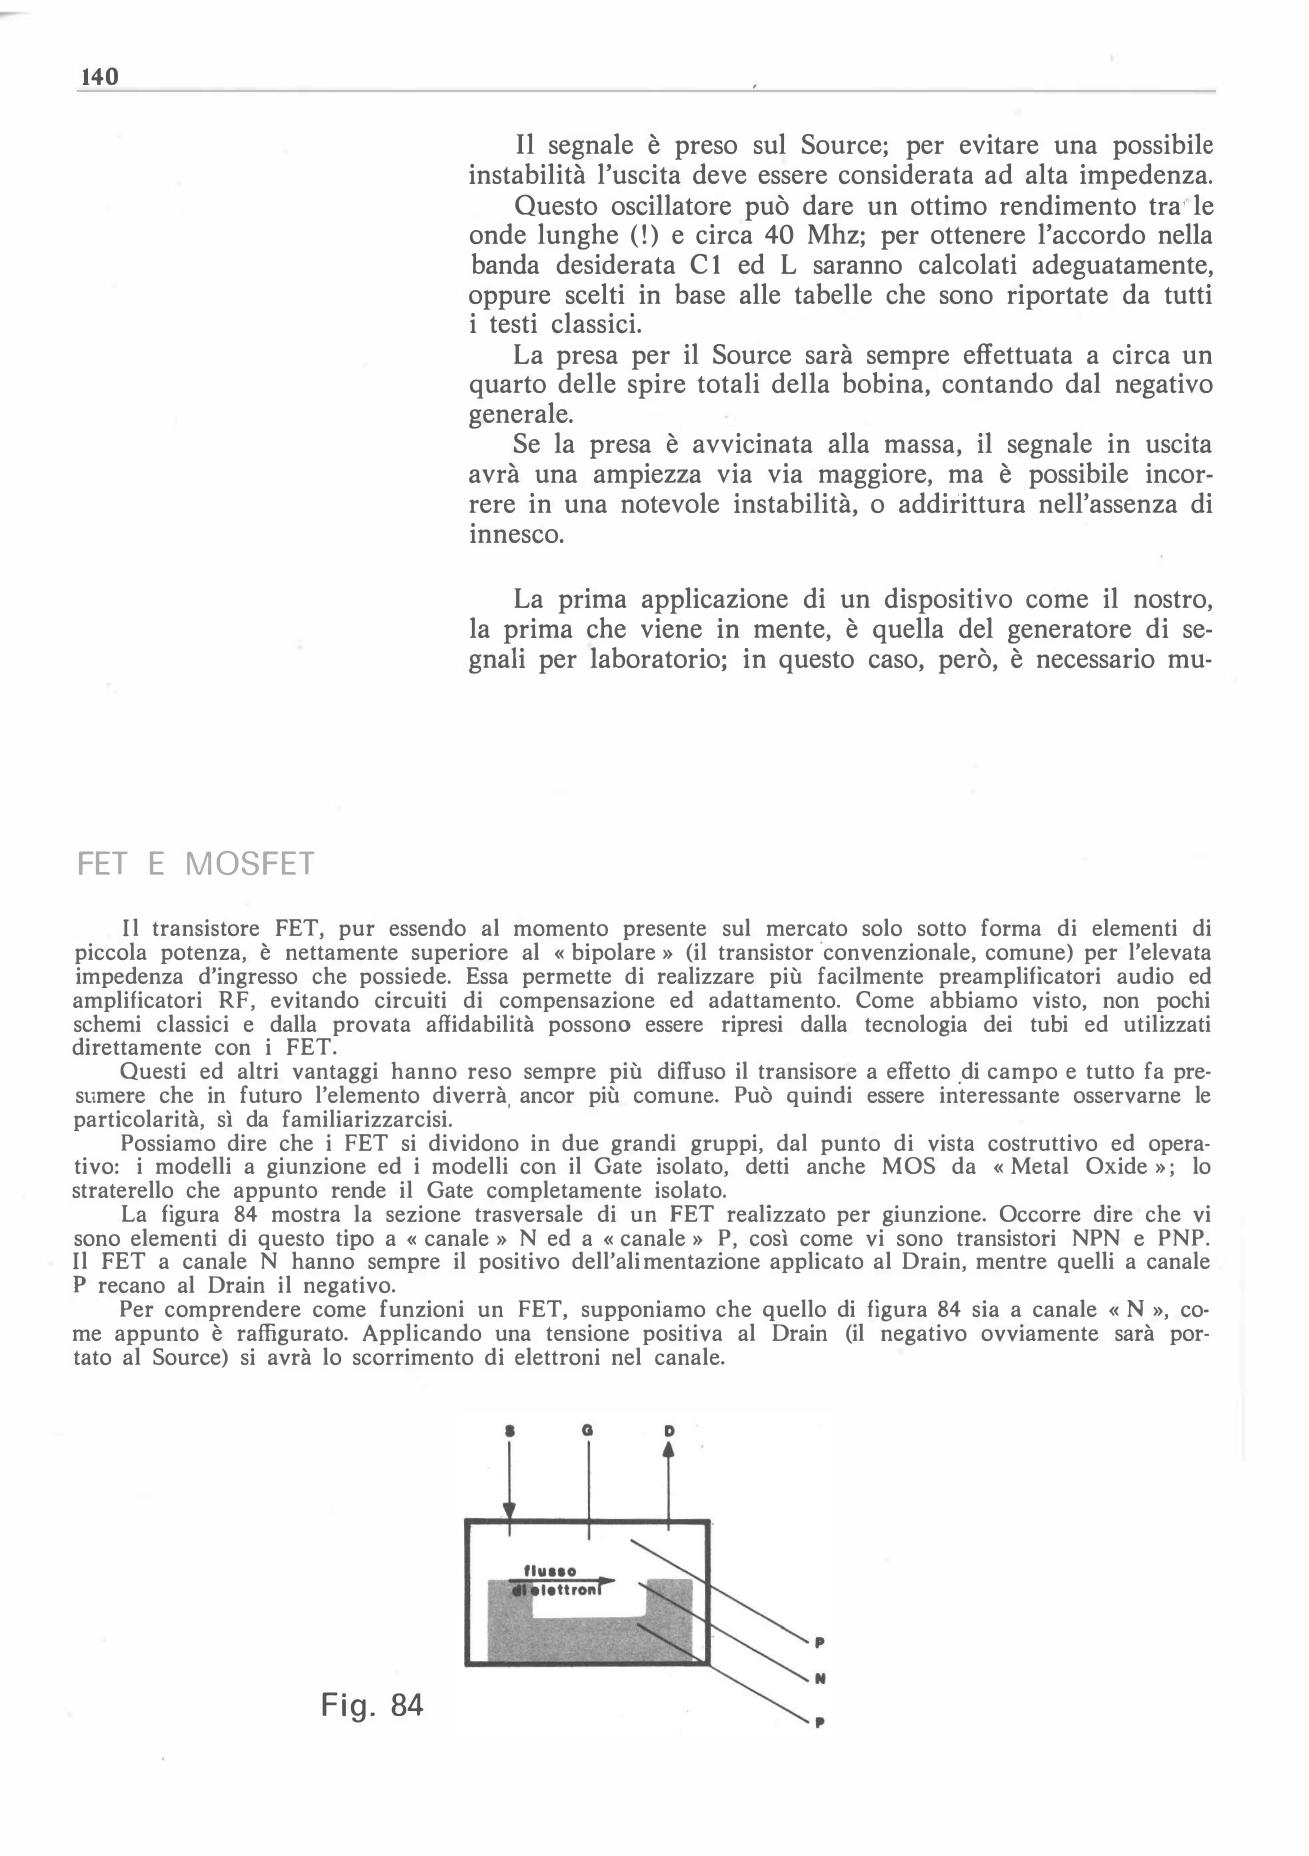 140
Il segnale è preso sul Source; per evitare una possibile
instabilità l'uscita deve essere considerata ad alta impedenza.
Questo oscillatore può dare un ottimo rendimento tra le
onde lunghe (!) e circa 40 Mhz; per ottenere l'accordo nella
banda desiderata C1 ed L saranno calcolati adeguatamente,
oppure scelti in base alle tabelle che sono riportate da tutti
i testi classici.
La presa per il Source sarà sempre effettuata a circa un
quarto delle spire totali della bobina, contando dal negativo
generale.
Se la presa è avvicinata alla massa, il segnale in uscita
avrà una ampiezza via via maggiore, ma è possibile incor-
rere in una notevole instabilità, o addirittura nell'assenza di
innesco.
La prima applicazione di un dispositivo come il nostro,
la prima che viene in mente, è quella del generatore di se-
gnali per laboratorio; in questo caso, però, è necessario mu-
FET E MOSFET
Il transistore FET, pur essendo al momento presente sul mercato solo sotto forma di elementi di
piccola potenza, è nettamente superiore al « bipolare » (il transistor convenzionale, comune) per l'elevata
impedenza d'ingresso che possiede. Essa permette di realizzare più facilmente preamplificatori audio ed
amplificatori RF, evitando circuiti di compensazione ed adattamento. Come abbiamo visto, non pochi
schemi classici e dalla provata affidabilità possono essere ripresi dalla tecnologia dei tubi ed utilizzati
direttamente con i FET.
Questi ed altri vantaggi hanno reso sempre più diffuso il transisore a effetto di campo e tutto fa pre-
sumere che in futuro l'elemento diverrà ancor più comune. Può quindi essere interessante osservarne le
particolarità, sì da familiarizzarcisi.
Possiamo dire che i FET si dividono in due grandi gruppi, dal punto di vista costruttivo ed opera-
tivo: i modelli a giunzione ed i modelli con il Gate isolato, detti anche MOS da « Metal Oxide »; lo
straterello che appunto rende il Gate completamente isolato.
La figura 84 mostra la sezione trasversale di un FET realizzato per giunzione. Occorre dire che vi
sono elementi di questo tipo a « canale » N ed a « canale » P, così come vi sono transistori NPN e PNP.
Il FET a canale N hanno sempre il positivo dell'alimentazione applicato al Drain, mentre quelli a canale
P recano al Drain il negativo.
Per comprendere come funzioni un FET, supponiamo che quello di figura 84 sia a canale « N », co-
me appunto è raffigurato. Applicando una tensione positiva al Drain (il negativo ovviamente sarà por-
tato al Source) si avrà lo scorrimento di elettroni nel canale.
S G D
flusso
di elettroni
P
N
P
Fig. 84